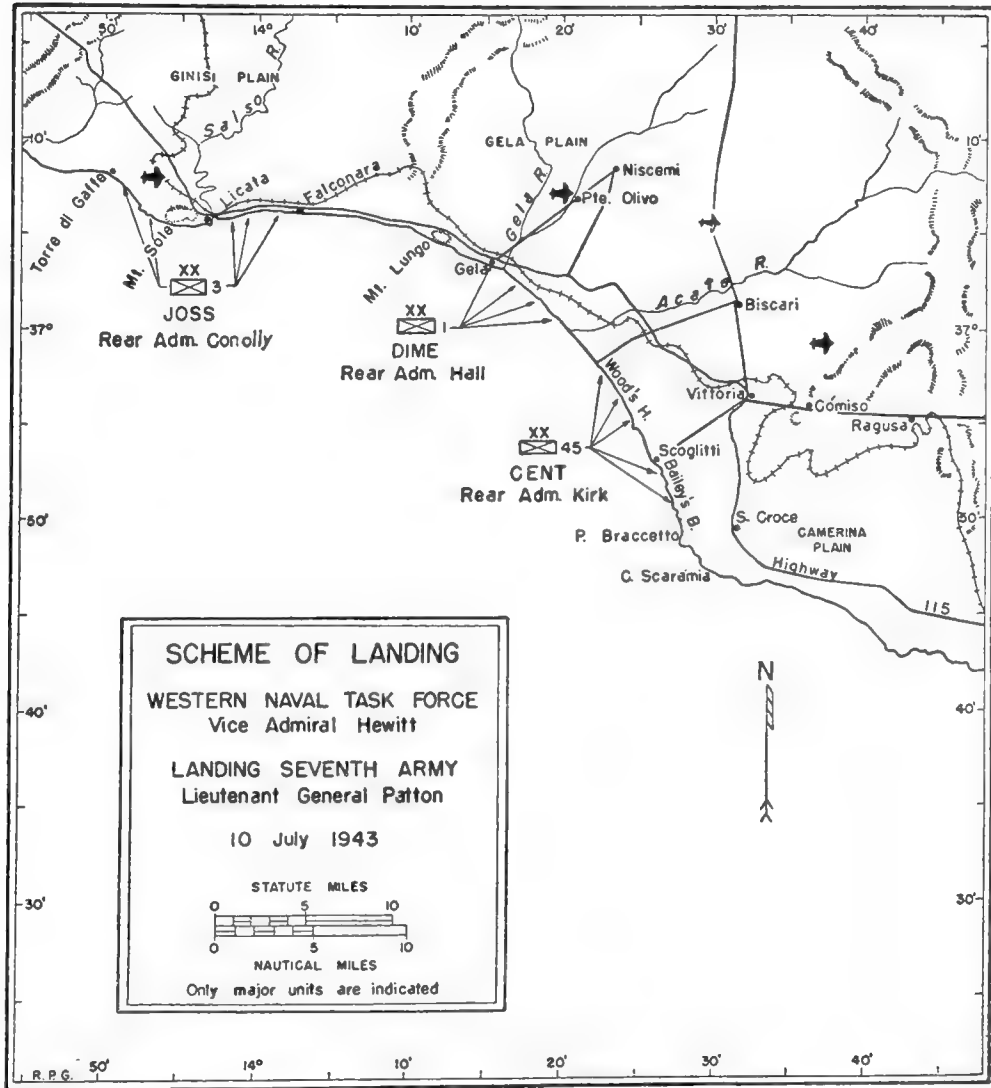 50'
14°
10'
20'
30'
40'
GINISI PLAIN
Salso R.
10'
GELA PLAIN
10'
Niscemi
Pte. Olivo
Gela R.
Torre di Gaffe
Licata
Falconara
Mt. Sole
Mt. Lungo
Gela
Acate R.
Biscari
XX
3
JOSS
Rear Adm. Conolly
XX
1
DIME
Rear Adm. Hall
37°
37°
Wood's H.
Vittoria
Comiso
Ragusa
XX
45
CENT
Rear Adm. Kirk
Scoglitti
Bailey's B.
50'
50'
P. Braccetto
S. Croce
CAMERINA
PLAIN
C. Scaramia
Highway
115
SCHEME OF LANDING
WESTERN NAVAL TASK FORCE
Vice Admiral Hewitt
LANDING SEVENTH ARMY
Lieutenant General Patton
10 July 1943
STATUTE MILES
0 5 10
0 5 10
NAUTICAL MILES
Only major units are indicated
N
40'
40'
30'
30'
R.P.G.
50'
14°
10'
20'
30'
40'